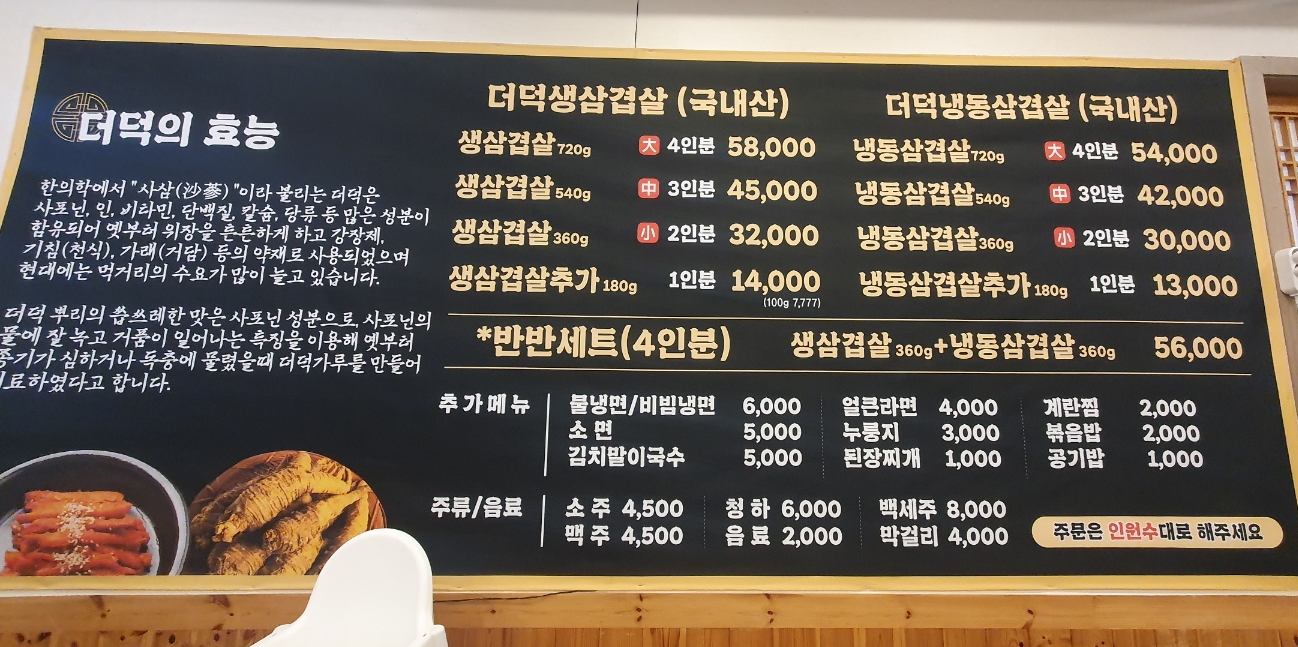 더덕의 효능
한의학에서 "사삼(沙蔘)"이라 불리는 더덕은
사포닌, 인, 비타민, 단백질, 칼슘, 당류 등 많은 성분이
함유되어 옛부터 위장을 튼튼하게 하고 강장제,
기침(천식), 가래(거담) 등의 약재로 사용되었으며
현대에는 먹거리의 수요가 많이 늘고 있습니다.
더덕 뿌리의 씁쓰레한 맛은 사포닌 성분으로, 사포닌의
물에 잘 녹고 거품이 일어나는 특징을 이용해 옛부터
종기가 심하거나 독충에 물렸을때 더덕가루를 만들어
하였다고 합니다.
더덕생삼겹살 (국내산)
생삼겹살 720g 大 4인분 58,000
생삼겹살 540g 中 3인분 45,000
생삼겹살 360g 小 2인분 32,000
생삼겹살추가 180g 1인분 14,000
(100g 7,777)
더덕냉동삼겹살 (국내산)
냉동삼겹살 720g 大 4인분 54,000
냉동삼겹살 540g 中 3인분 42,000
냉동삼겹살 360g 小 2인분 30,000
냉동삼겹살추가 180g 1인분 13,000
*반반세트(4인분) 생삼겹살 360g+냉동삼겹살 360g 56,000
추가메뉴 물냉면/비빔냉면 6,000 얼큰라면 4,000 계란찜 2,000
소면 5,000 누룽지 3,000 볶음밥 2,000
김치말이국수 5,000 된장찌개 1,000 공기밥 1,000
주류/음료 소주 4,500 청하 6,000 백세주 8,000
맥주 4,500 음료 2,000 막걸리 4,000
주문은 인원수대로 해주세요